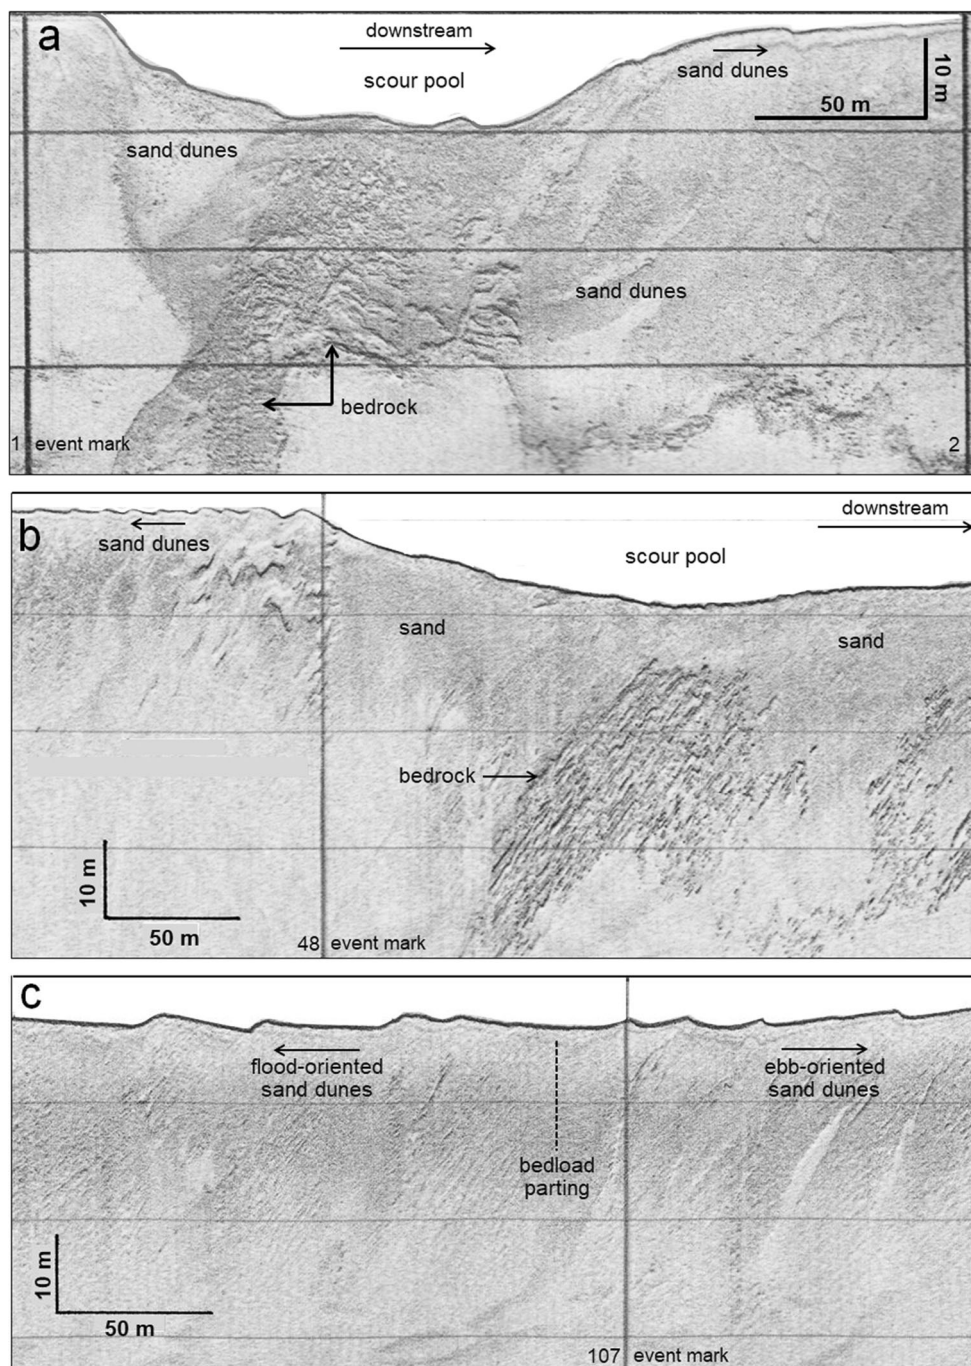 a
downstream
scour pool
sand dunes
50 m
10 m
sand dunes
sand dunes
bedrock
1 event mark
2
b
downstream
sand dunes
scour pool
sand
sand
bedrock
10 m
50 m
48 event mark
c
flood-oriented
sand dunes
ebb-oriented
sand dunes
bedload
parting
10 m
50 m
107 event mark